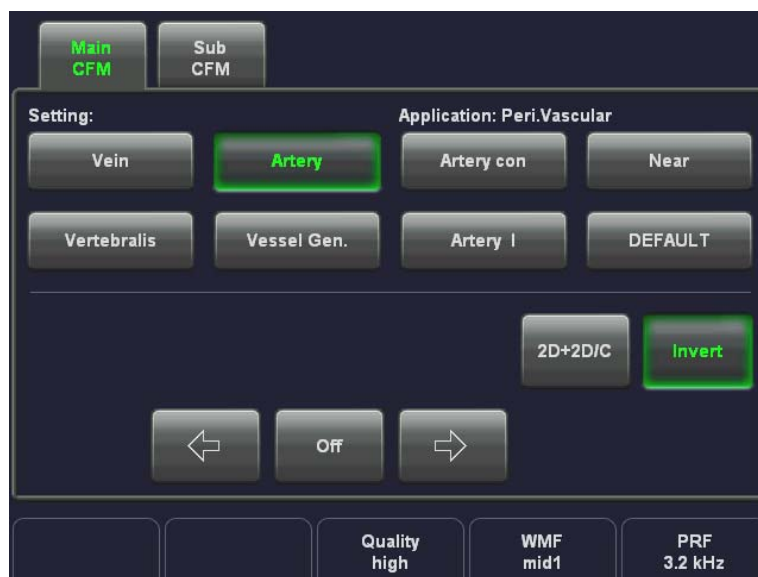 Main CFM
Sub CFM
Setting:
Application: Peri.Vascular
Vein
Artery
Artery con
Near
Vertebralis
Vessel Gen.
Artery I
DEFAULT
2D+2D/C
Invert
Off
Quality high
WMF mid1
PRF 3.2 kHz